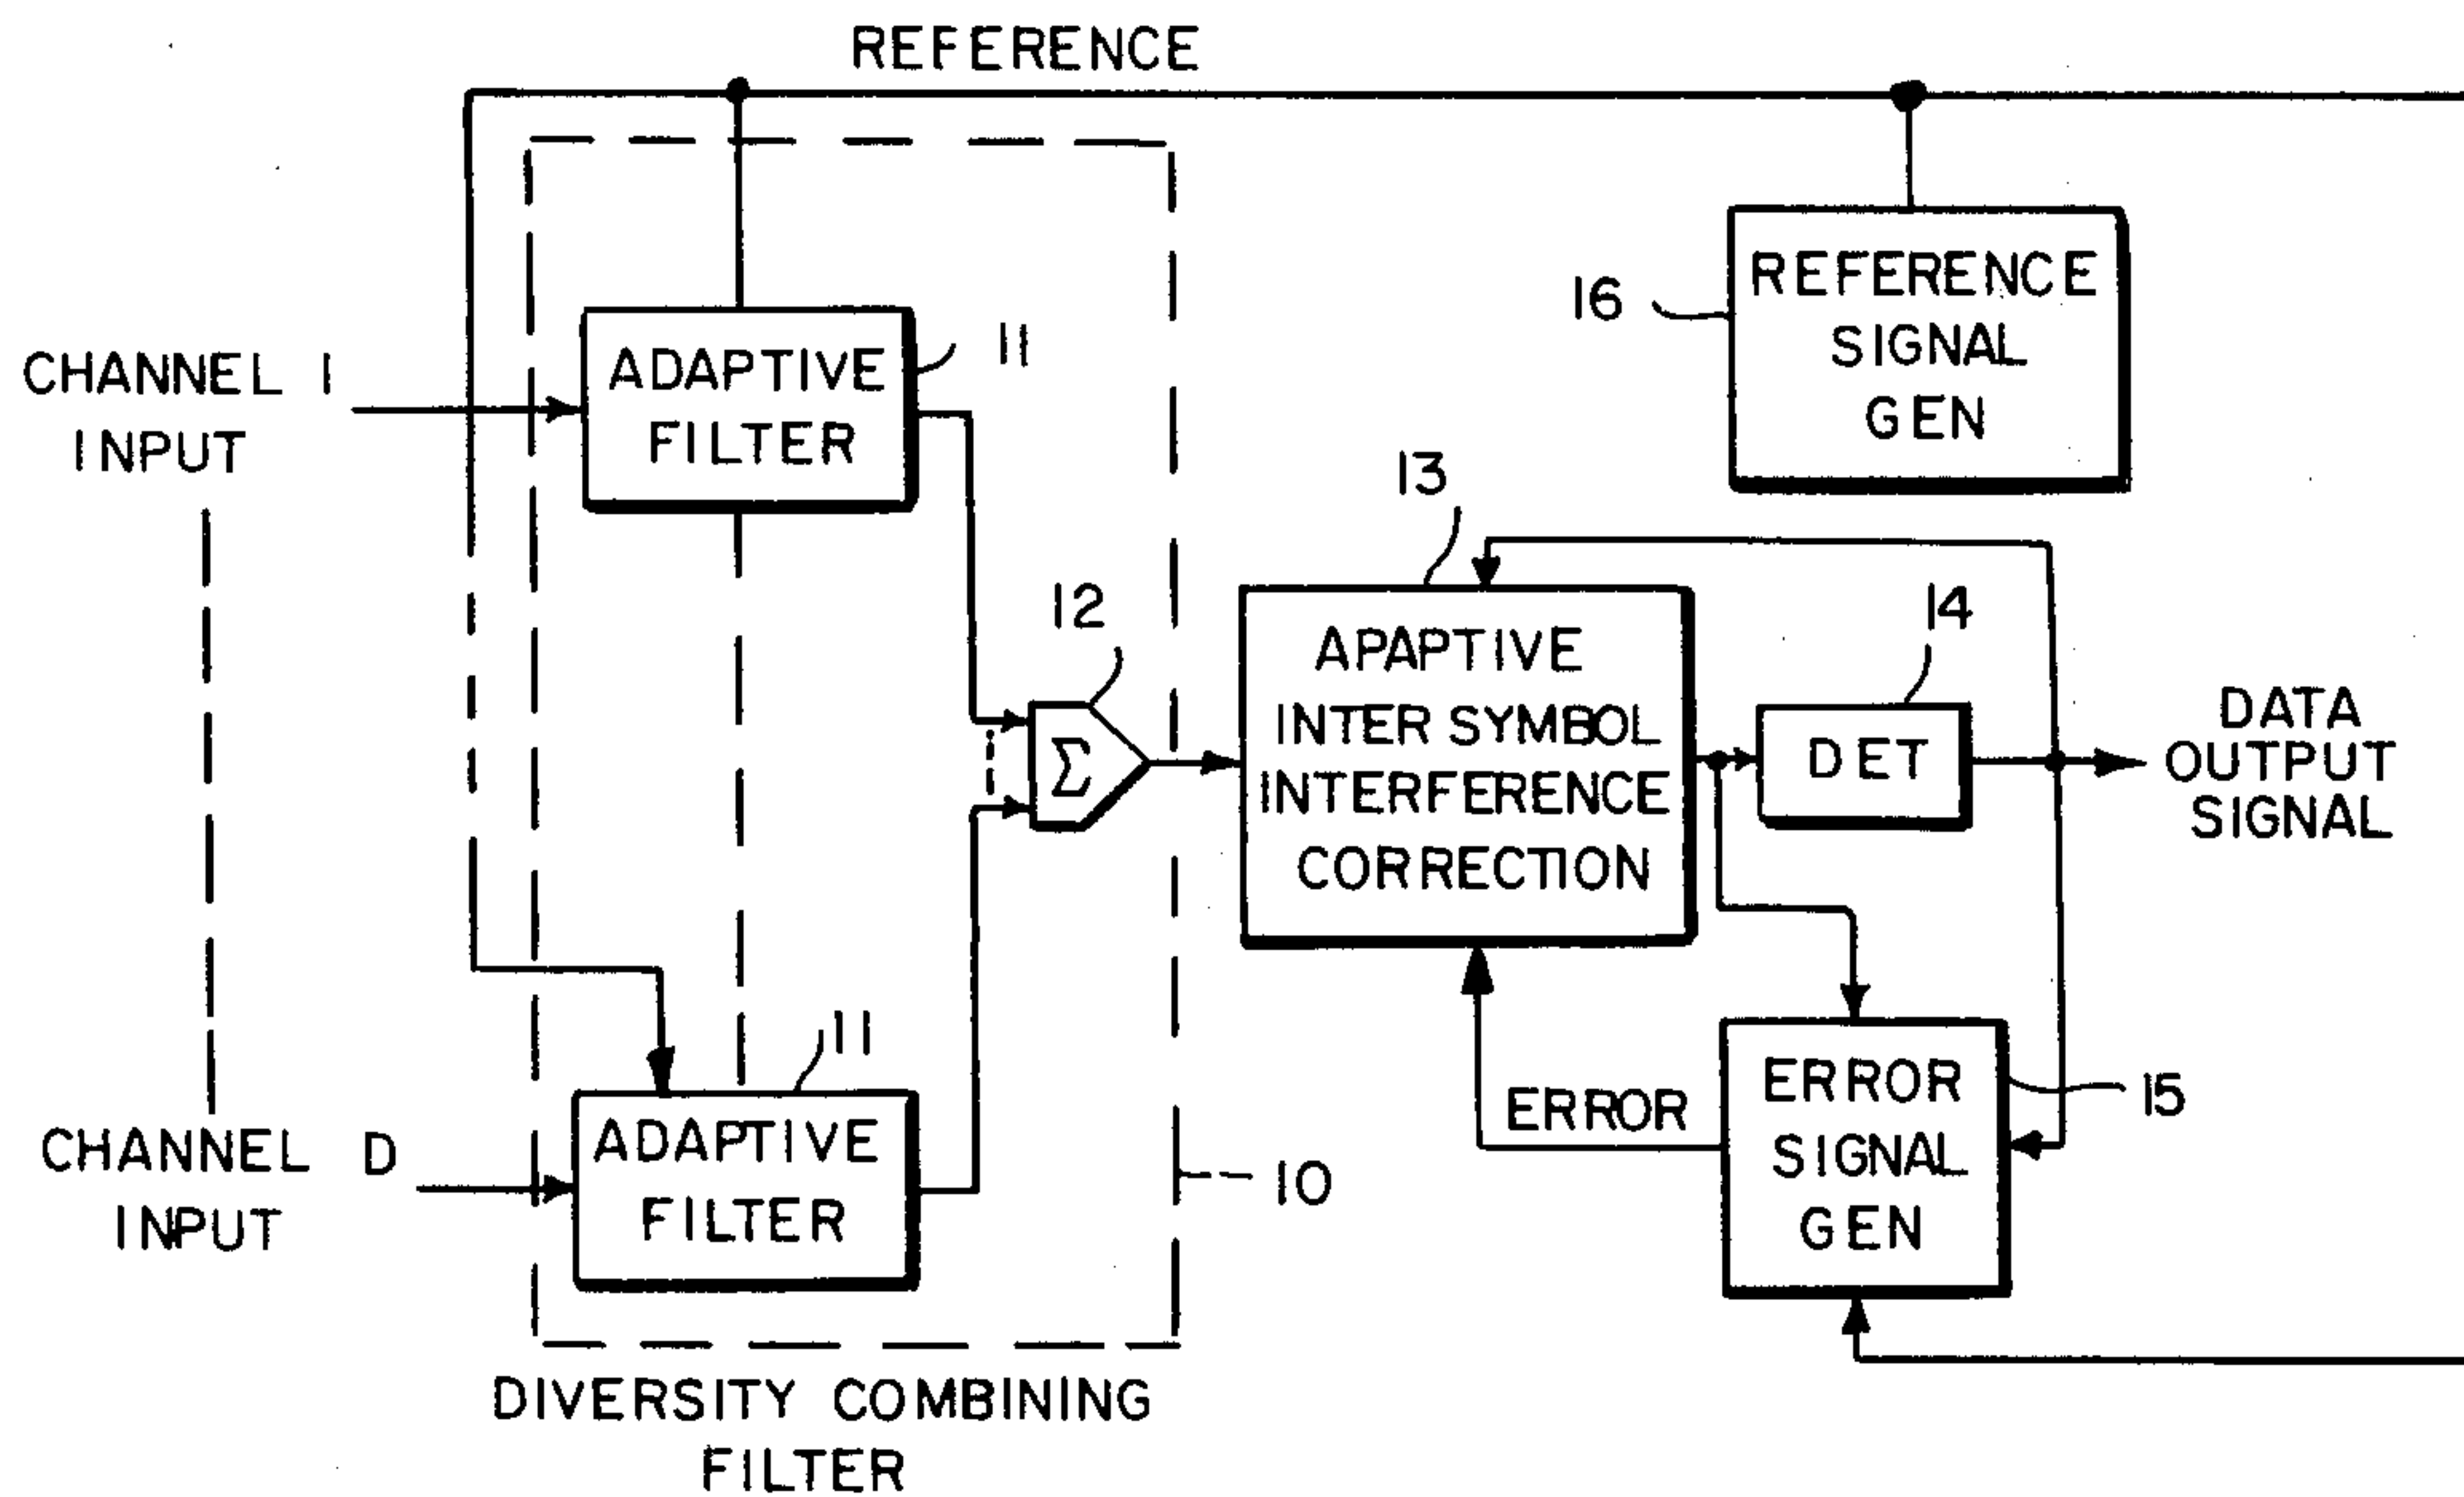 REFERENCE
CHANNEL 1
INPUT
ADAPTIVE
FILTER
11
16
REFERENCE
SIGNAL
GEN
12
Σ
13
APAPTIVE
INTER SYMBOL
INTERFERENCE
CORRECTION
14
DET
DATA
OUTPUT
SIGNAL
CHANNEL D
INPUT
ADAPTIVE
FILTER
11
10
ERROR
ERROR
SIGNAL
GEN
15
DIVERSITY COMBINING
FILTER